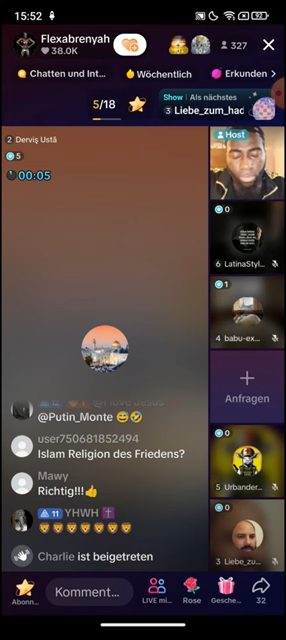 15:52
92
Flexabrenyah
38.0K
327
Chatten und Int...
Wöchentlich
Erkunden
5/18
Show | Als nächstes
3 Liebe_zum_had
2 Derviş Ustâ
5
00:05
Host
0
6 LatinaStyl...
1
4 babu-ex...
Anfragen
0
5 Urbander...
0
3 Liebe_zu...
@Putin_Monte
user750681852494
Islam Religion des Friedens?
Mawy
Richtig!!!
11 YHWH
Charlie ist beigetreten
Abonn...
Komment...
LIVE mi...
Rose
Gesche...
32